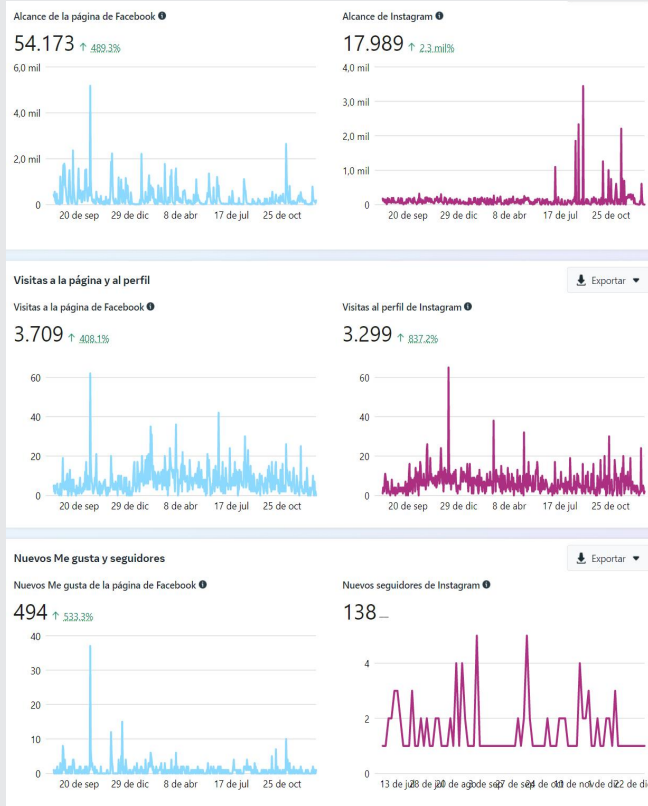 Alcance de la página de Facebook
54.173 ↑ 489,3%
6,0 mil
4,0 mil
2,0 mil
0
20 de sep 29 de dic 8 de abr 17 de jul 25 de oct
Alcance de Instagram
17.989 ↑ 2,3 mil%
4,0 mil
3,0 mil
2,0 mil
1,0 mil
0
20 de sep 29 de dic 8 de abr 17 de jul 25 de oct
Visitas a la página y al perfil
Exportar
Visitas a la página de Facebook
3.709 ↑ 408,1%
60
40
20
0
20 de sep 29 de dic 8 de abr 17 de jul 25 de oct
Visitas al perfil de Instagram
3.299 ↑ 837,2%
60
40
20
0
20 de sep 29 de dic 8 de abr 17 de jul 25 de oct
Nuevos Me gusta y seguidores
Exportar
Nuevos Me gusta de la página de Facebook
494 ↑ 533,3%
40
30
20
10
0
20 de sep 29 de dic 8 de abr 17 de jul 25 de oct
Nuevos seguidores de Instagram
138 —
4
2
0
13 de